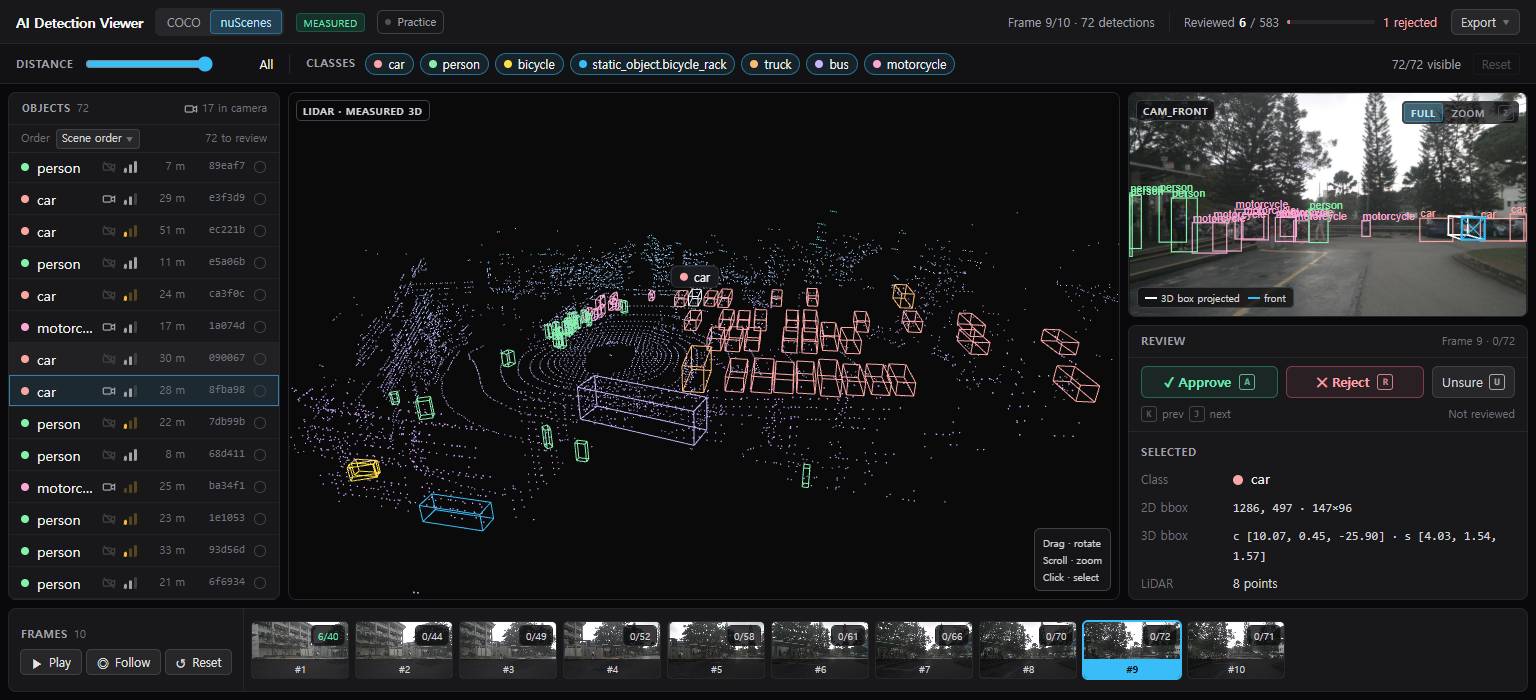 AI Detection Viewer COCO nuScenes MEASURED Practice Frame 9/10 · 72 detections Reviewed 6 / 583 1 rejected Export
DISTANCE All CLASSES car person bicycle static_object.bicycle_rack truck bus motorcycle 72/72 visible Reset
OBJECTS 72 17 in camera
Order Scene order 72 to review
person 7 m 89eaf7
car 29 m e3f3d9
car 51 m ec221b
person 11 m e5a06b
car 24 m ca3f0c
motorc... 17 m 1a074d
car 30 m 090067
car 28 m 8fba98
person 22 m 7db99b
person 8 m 68d411
motorc... 25 m ba34f1
person 23 m 1e1053
person 33 m 93d56d
person 21 m 6f6934
LIDAR · MEASURED 3D
car
Drag · rotate
Scroll · zoom
Click · select
CAM_FRONT FULL ZOOM
person
person
person
motorcycle
person
motorcycle
car
car
car
3D box projected front
REVIEW Frame 9 · 0/72
✓ Approve A ✕ Reject R Unsure U
K prev J next Not reviewed
SELECTED
Class car
2D bbox 1286, 497 · 147×96
3D bbox c [10.07, 0.45, -25.90] · s [4.03, 1.54,
1.57]
LiDAR 8 points
FRAMES 10
Play Follow Reset
6/40 0/44 0/49 0/52 0/58 0/61 0/66 0/70 0/72 0/71
#1 #2 #3 #4 #5 #6 #7 #8 #9 #10